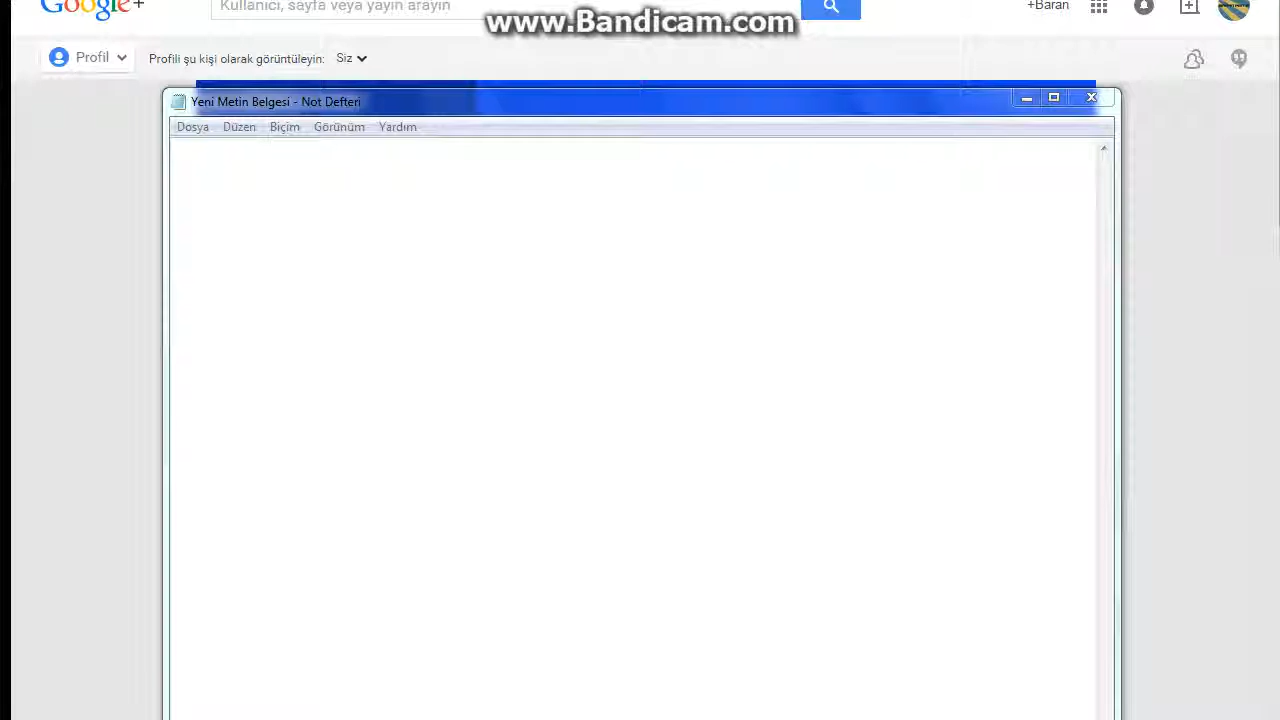 Google+
Kullanıcı, sayfa veya yayın arayın
www.Bandicam.com
+Baran
Profil
Profili şu kişi olarak görüntüleyin:
Siz
Yeni Metin Belgesi - Not Defteri
Dosya Düzen Biçim Görünüm Yardım